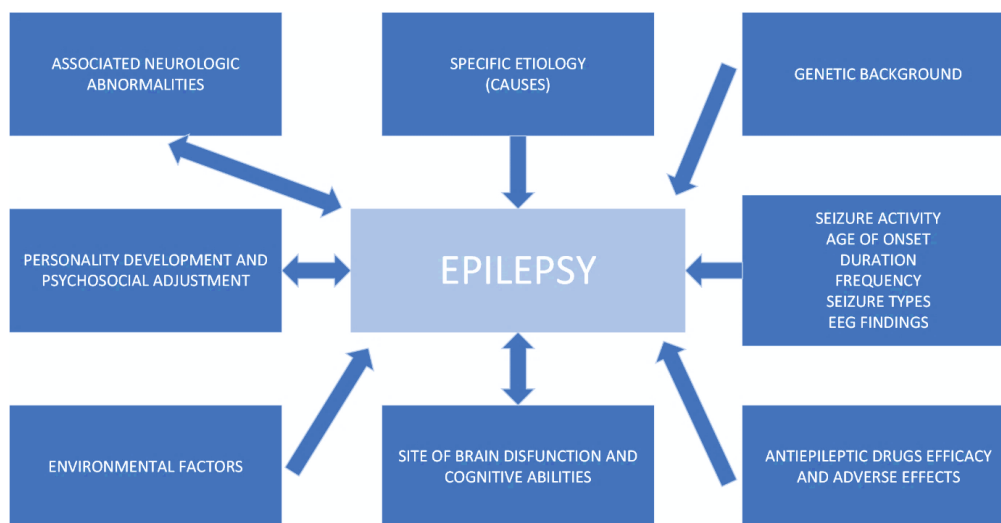 ASSOCIATED NEUROLOGIC
ABNORMALITIES
SPECIFIC ETIOLOGY
(CAUSES)
GENETIC BACKGROUND
PERSONALITY DEVELOPMENT AND
PSYCHOSOCIAL ADJUSTMENT
EPILEPSY
SEIZURE ACTIVITY
AGE OF ONSET
DURATION
FREQUENCY
SEIZURE TYPES
EEG FINDINGS
ENVIRONMENTAL FACTORS
SITE OF BRAIN DISFUNCTION AND
COGNITIVE ABILITIES
ANTIEPILEPTIC DRUGS EFFICACY
AND ADVERSE EFFECTS